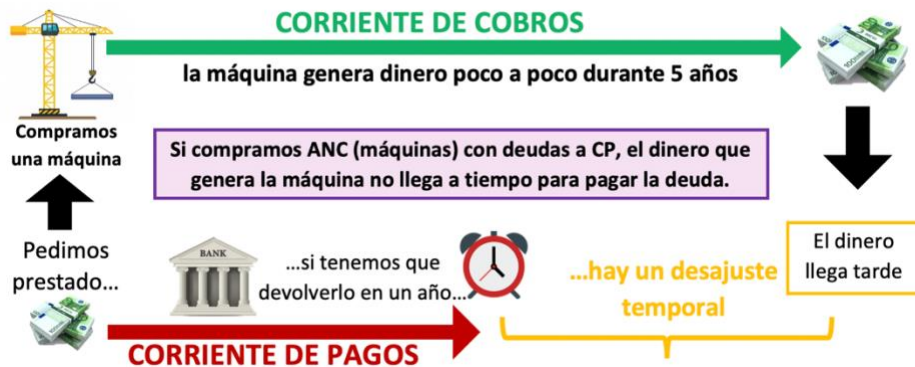 CORRIENTE DE COBROS
la máquina genera dinero poco a poco durante 5 años
Compramos
una máquina
Si compramos ANC (máquinas) con deudas a CP, el dinero que
genera la máquina no llega a tiempo para pagar la deuda.
Pedimos
prestado...
BANK
...si tenemos que
devolverlo en un año...
...hay un desajuste
temporal
El dinero
llega tarde
CORRIENTE DE PAGOS